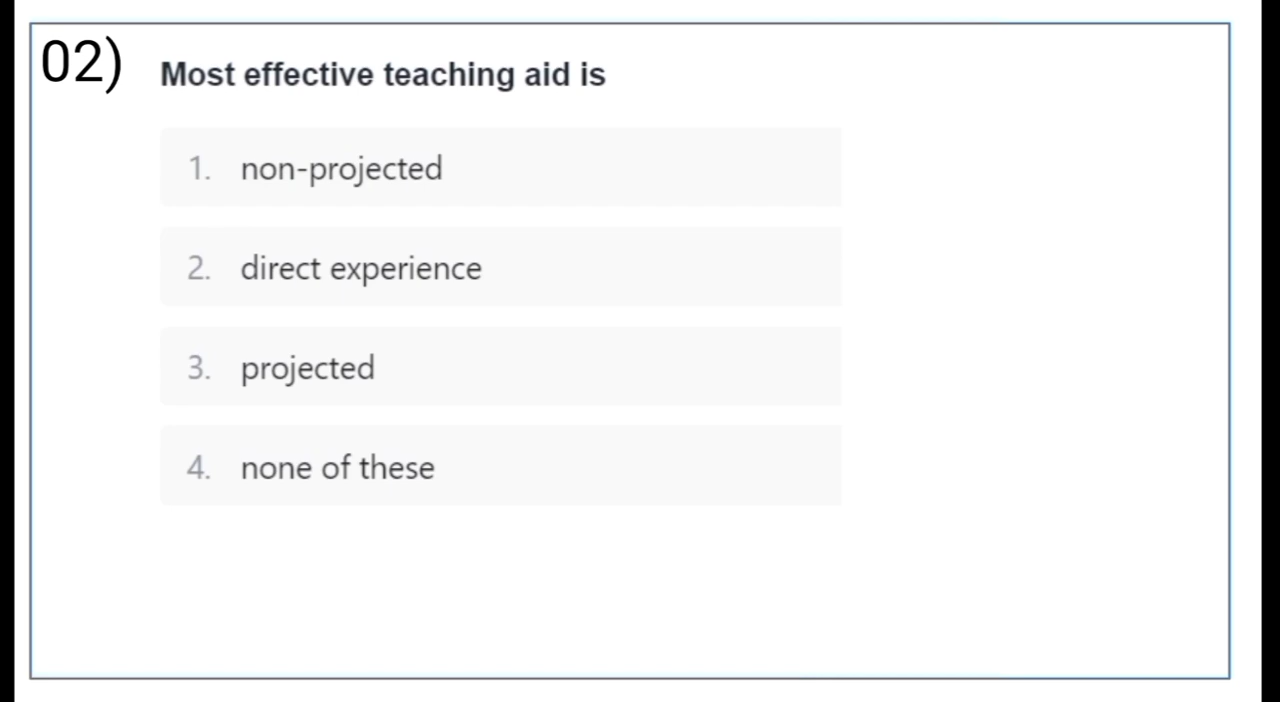 02) Most effective teaching aid is
1. non-projected
2. direct experience
3. projected
4. none of these